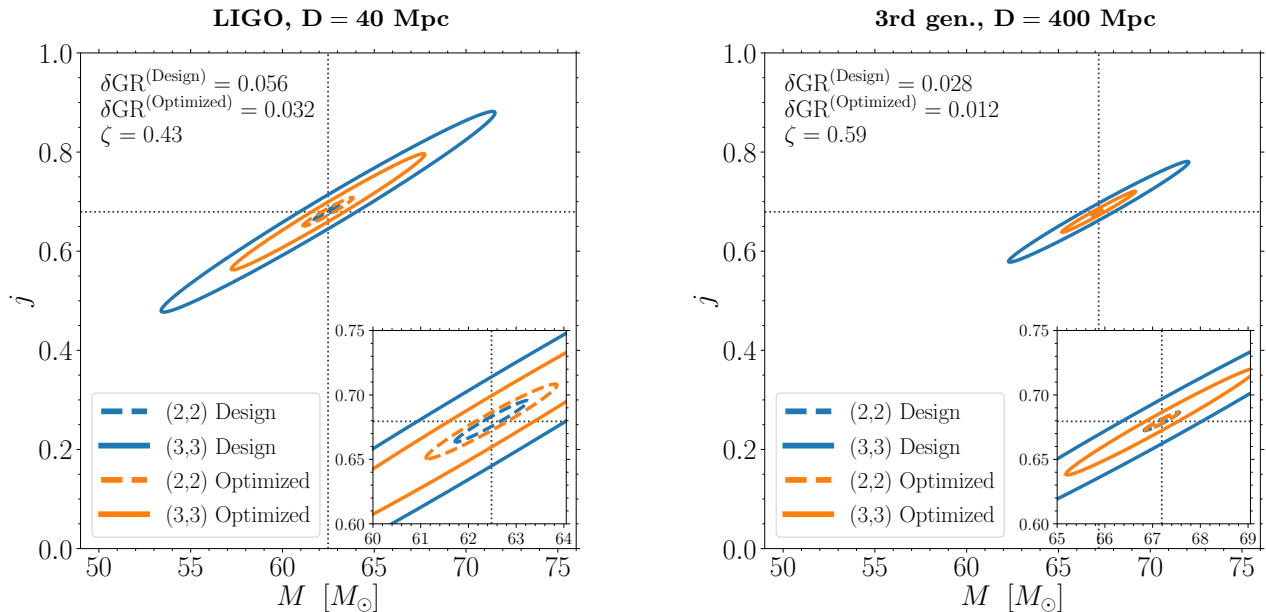 LIGO, D = 40 Mpc
δGR^(Design) = 0.056
δGR^(Optimized) = 0.032
ζ = 0.43
1.0
0.8
0.6
0.4
0.2
0.0
j
(2,2) Design
(3,3) Design
(2,2) Optimized
(3,3) Optimized
0.75
0.70
0.65
0.60
60 61 62 63 64
50 55 60 65 70 75
M [M⊙]
3rd gen., D = 400 Mpc
δGR^(Design) = 0.028
δGR^(Optimized) = 0.012
ζ = 0.59
1.0
0.8
0.6
0.4
0.2
0.0
j
(2,2) Design
(3,3) Design
(2,2) Optimized
(3,3) Optimized
0.75
0.70
0.65
0.60
65 66 67 68 69
50 55 60 65 70 75
M [M⊙]